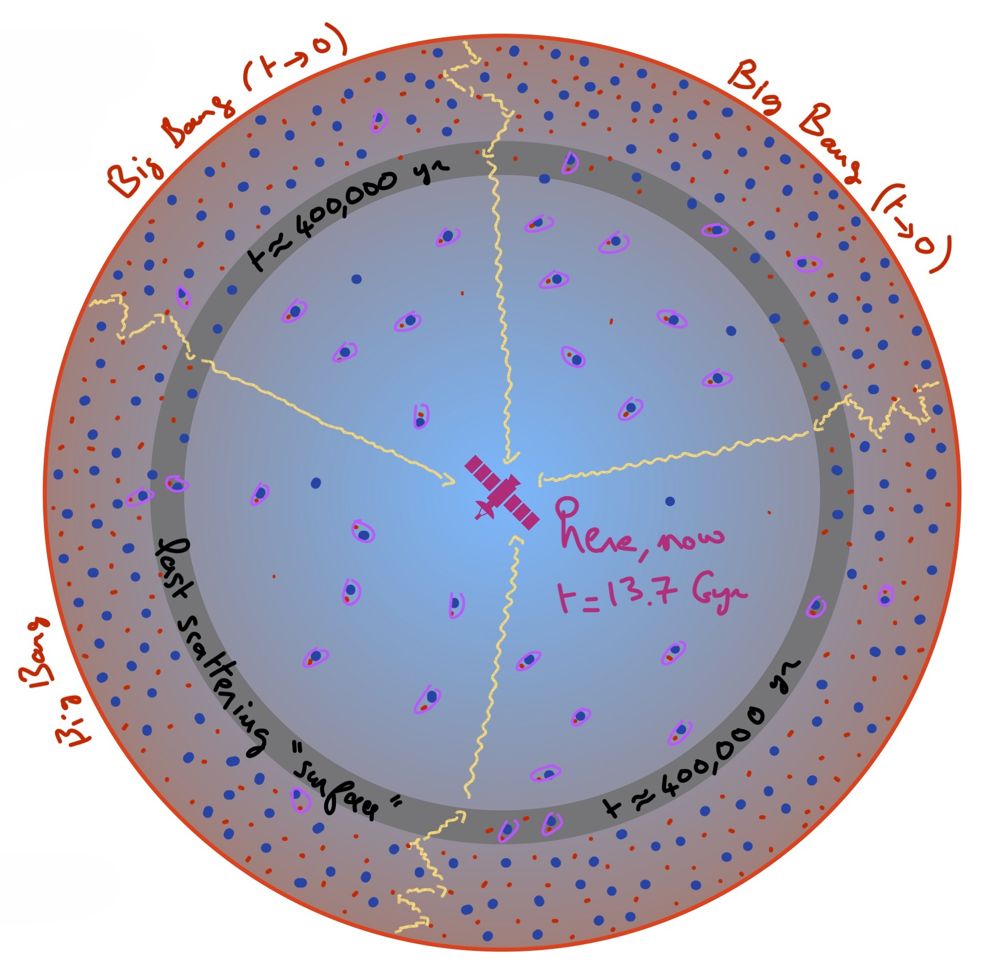 Big Bang (t→0)
Big Bang (t→0)
t ≈ 400,000 yr
Here, now
t = 13.7 Gyr
last scattering "surface"
t ≈ 400,000 yr
Big Bang